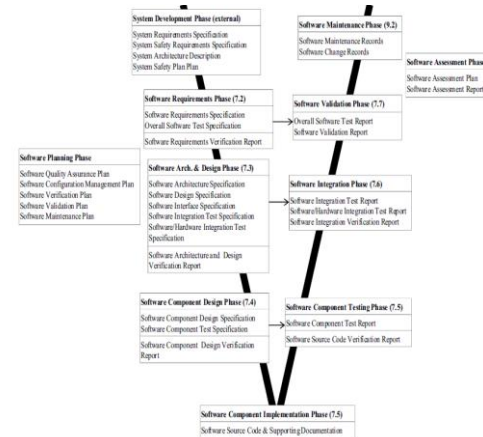 System Development Phase (external)
System Requirements Specification
System Safety Requirements Specification
System Architecture Description
System Safety Plan Plan
Software Maintenance Phase (9.2)
Software Maintenance Records
Software Change Records
Software Assessment Phase
Software Assessment Plan
Software Assessment Report
Software Requirements Phase (7.2)
Software Requirements Specification
Overall Software Test Specification
Software Requirements Verification Report
Software Validation Phase (7.7)
Overall Software Test Report
Software Validation Report
Software Planning Phase
Software Quality Assurance Plan
Software Configuration Management Plan
Software Verification Plan
Software Validation Plan
Software Maintenance Plan
Software Arch. & Design Phase (7.3)
Software Architecture Specification
Software Design Specification
Software Interface Specification
Software Integration Test Specification
Software/Hardware Integration Test
Specification
Software Architecture and Design
Verification Report
Software Integration Phase (7.6)
Software Integration Test Report
Software/Hardware Integration Test Report
Software Integration Verification Report
Software Component Design Phase (7.4)
Software Component Design Specification
Software Component Test Specification
Software Component Design Verification
Report
Software Component Testing Phase (7.5)
Software Component Test Report
Software Source Code Verification Report
Software Component Implementation Phase (7.5)
Software Source Code & Supporting Documentation